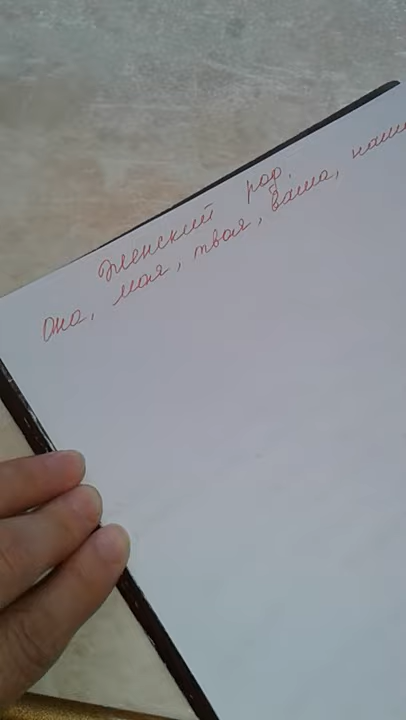 Женский род.
Она, моя, твоя, ваша,